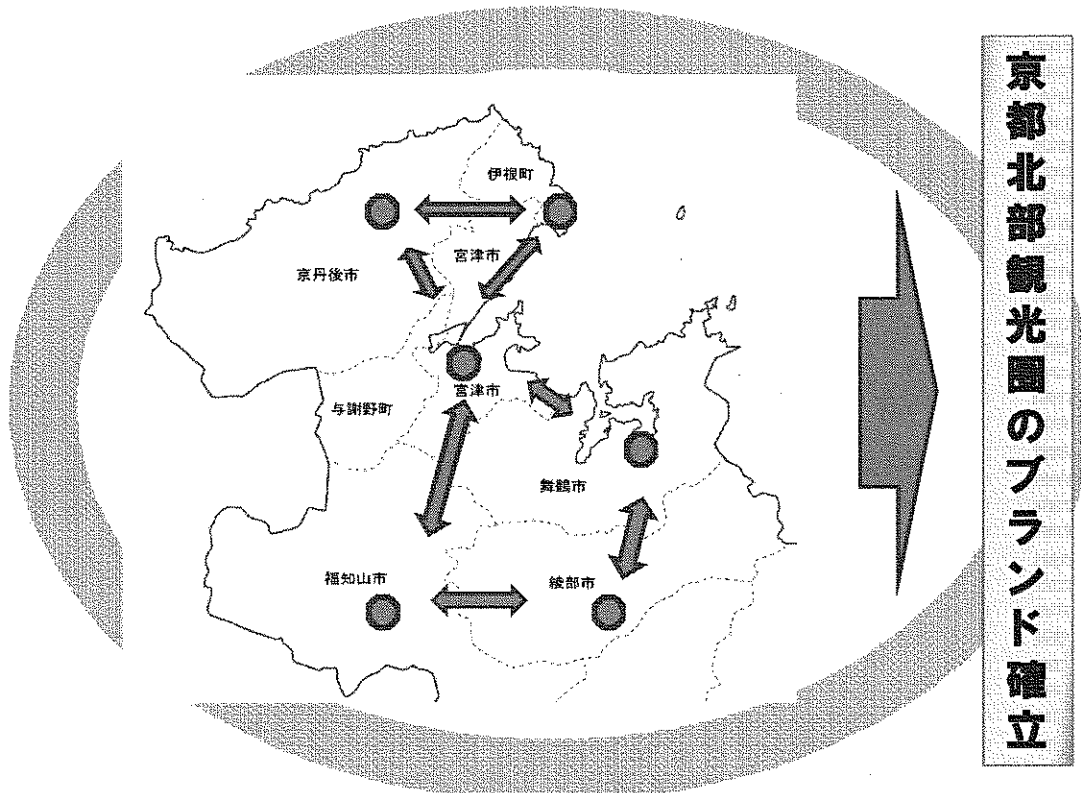 伊根町
宮津市
京丹後市
宮津市
与謝野町
舞鶴市
福知山市
綾部市
京都北部観光圏のブランド確立